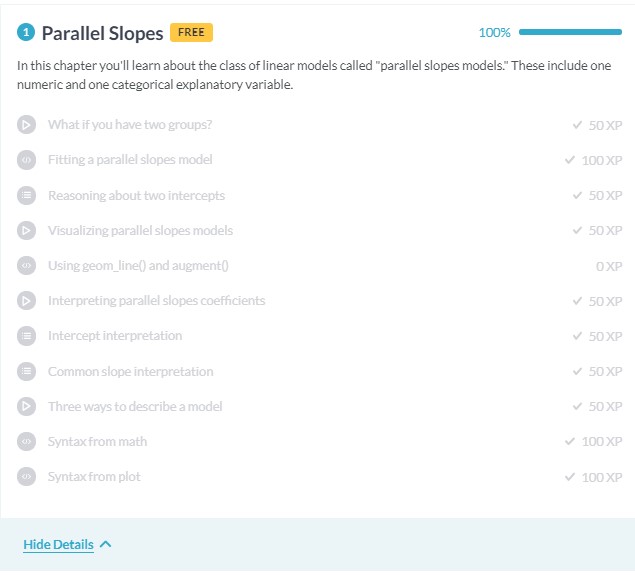 1 Parallel Slopes FREE 100%
In this chapter you'll learn about the class of linear models called "parallel slopes models." These include one
numeric and one categorical explanatory variable.
What if you have two groups? 50 XP
Fitting a parallel slopes model 100 XP
Reasoning about two intercepts 50 XP
Visualizing parallel slopes models 50 XP
Using geom_line() and augment() 0 XP
Interpreting parallel slopes coefficients 50 XP
Intercept interpretation 50 XP
Common slope interpretation 50 XP
Three ways to describe a model 50 XP
Syntax from math 100 XP
Syntax from plot 100 XP
Hide Details